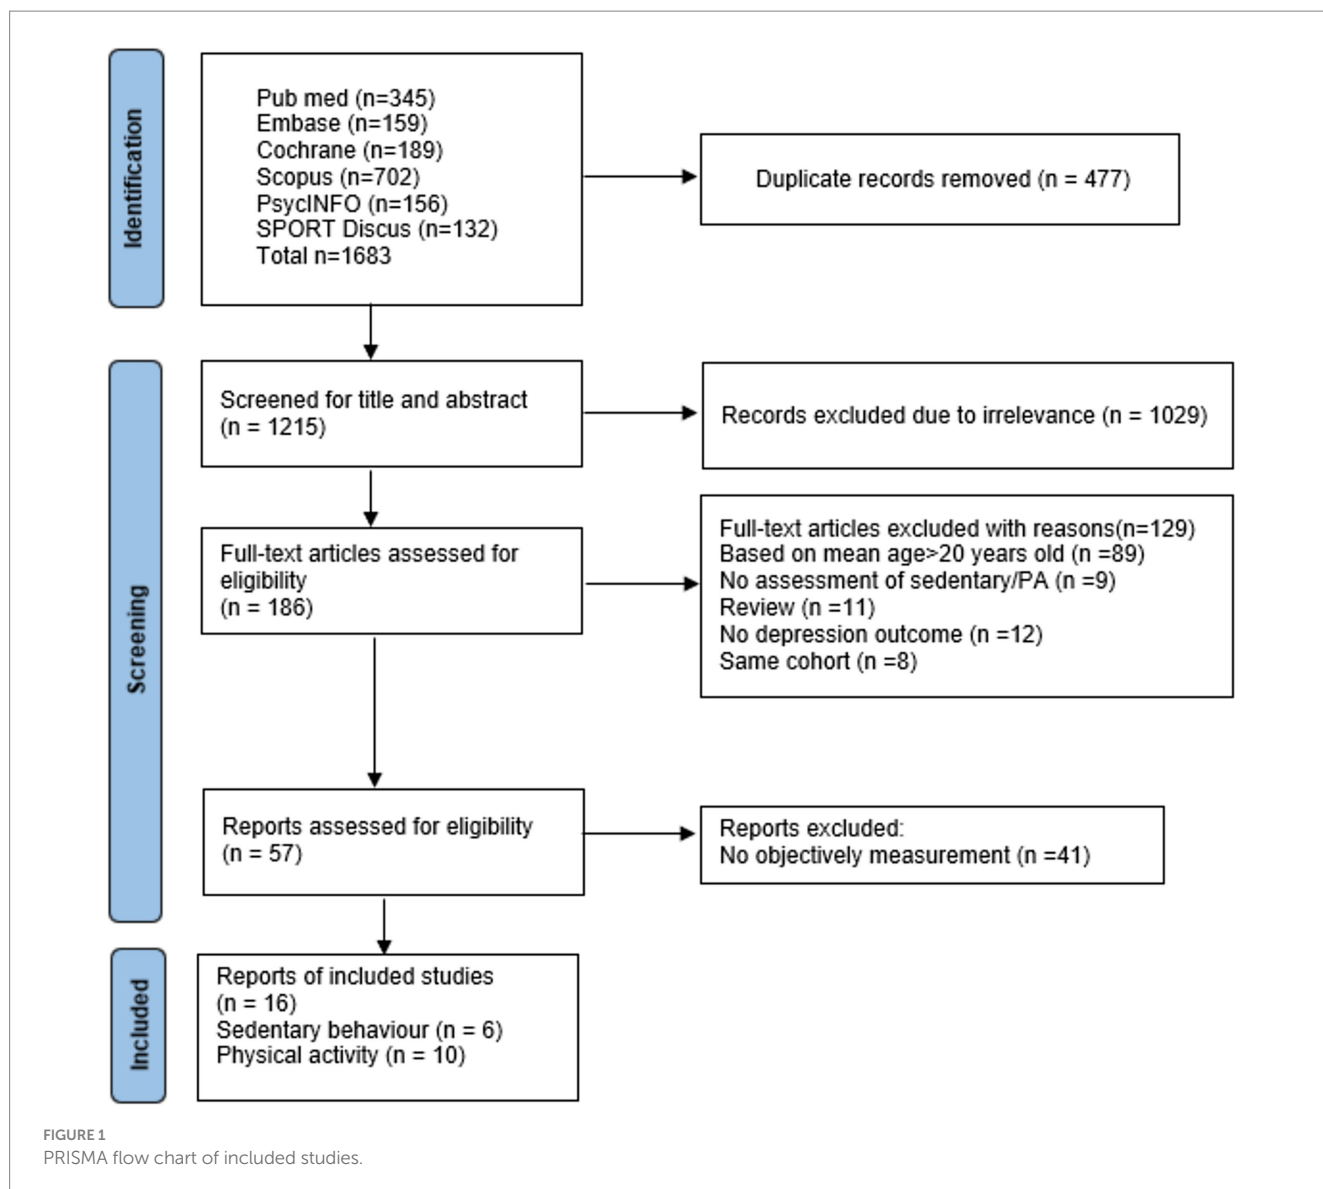 Identification
Pub med (n=345)
Embase (n=159)
Cochrane (n=189)
Scopus (n=702)
PsycINFO (n=156)
SPORT Discus (n=132)
Total n=1683
Duplicate records removed (n = 477)
Screening
Screened for title and abstract
(n = 1215)
Records excluded due to irrelevance (n = 1029)
Full-text articles assessed for
eligibility
(n = 186)
Full-text articles excluded with reasons(n=129)
Based on mean age>20 years old (n =89)
No assessment of sedentary/PA (n =9)
Review (n =11)
No depression outcome (n =12)
Same cohort (n =8)
Reports assessed for eligibility
(n = 57)
Reports excluded:
No objectively measurement (n =41)
Included
Reports of included studies
(n = 16)
Sedentary behaviour (n = 6)
Physical activity (n = 10)
FIGURE 1
PRISMA flow chart of included studies.